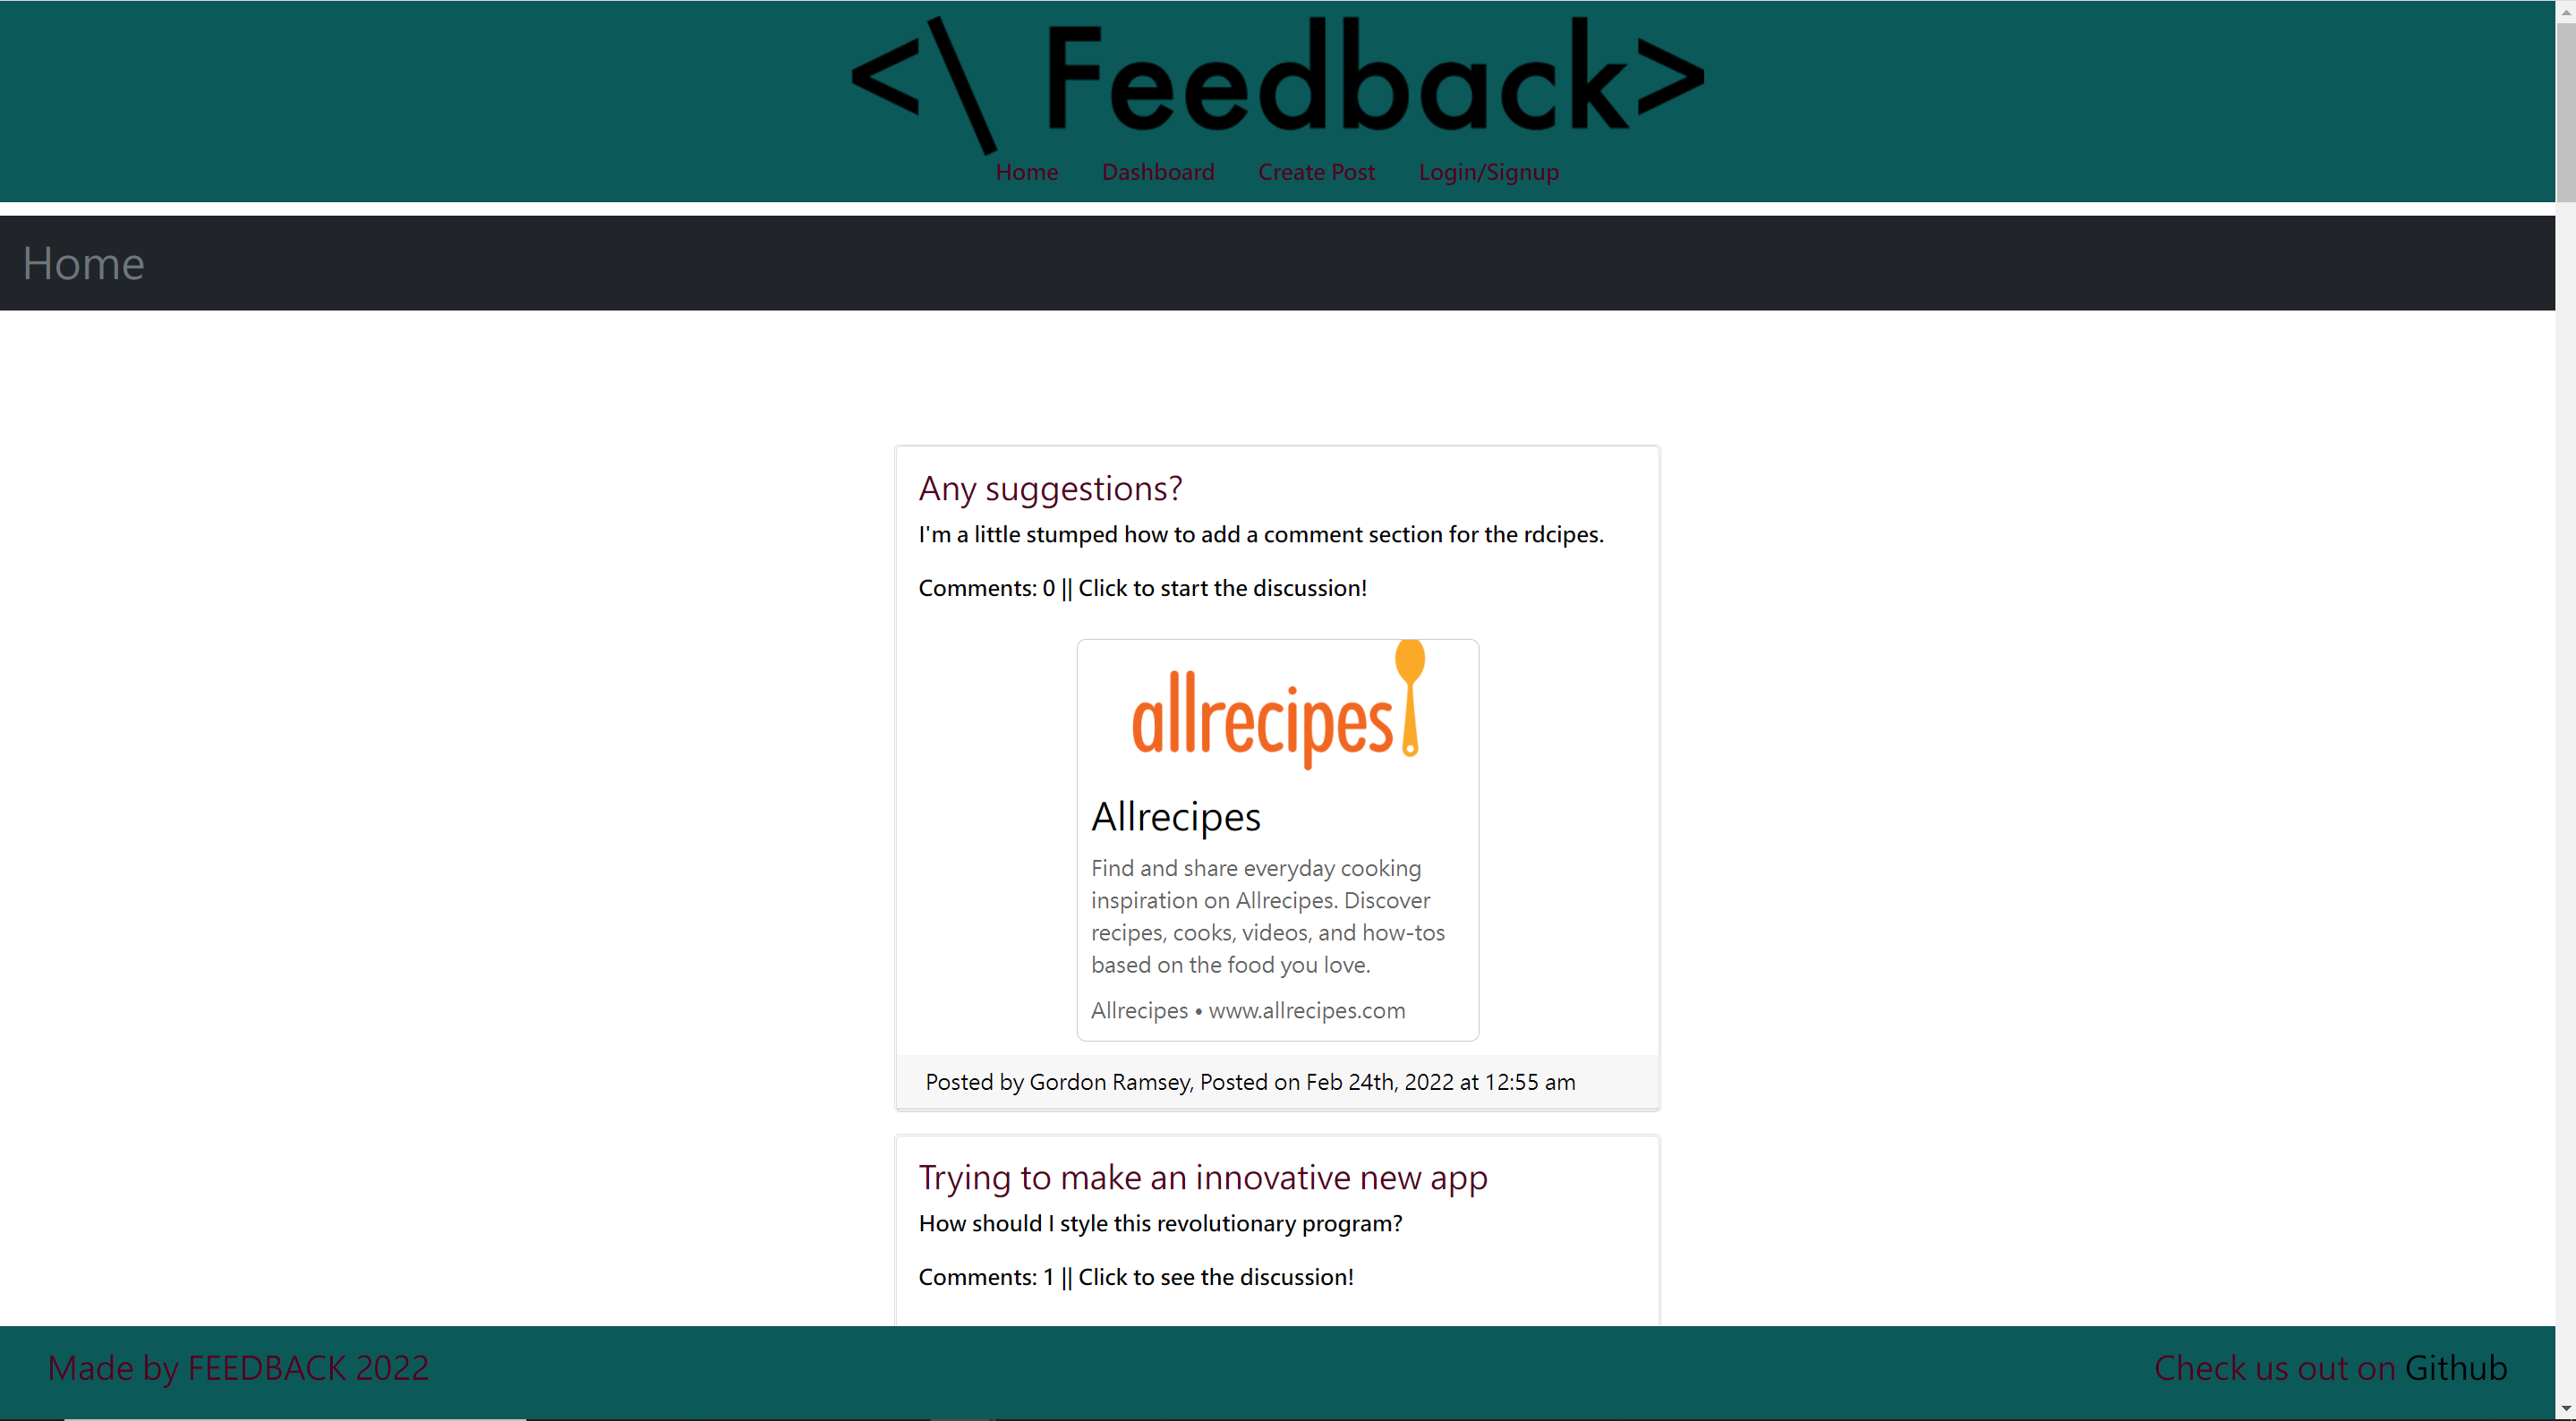 <\ Feedback>
Home Dashboard Create Post Login/Signup
Home
Any suggestions?
I'm a little stumped how to add a comment section for the rdcipes.
Comments: 0 || Click to start the discussion!
allrecipes
Allrecipes
Find and share everyday cooking
inspiration on Allrecipes. Discover
recipes, cooks, videos, and how-tos
based on the food you love.
Allrecipes • www.allrecipes.com
Posted by Gordon Ramsey, Posted on Feb 24th, 2022 at 12:55 am
Trying to make an innovative new app
How should I style this revolutionary program?
Comments: 1 || Click to see the discussion!
Made by FEEDBACK 2022
Check us out on Github